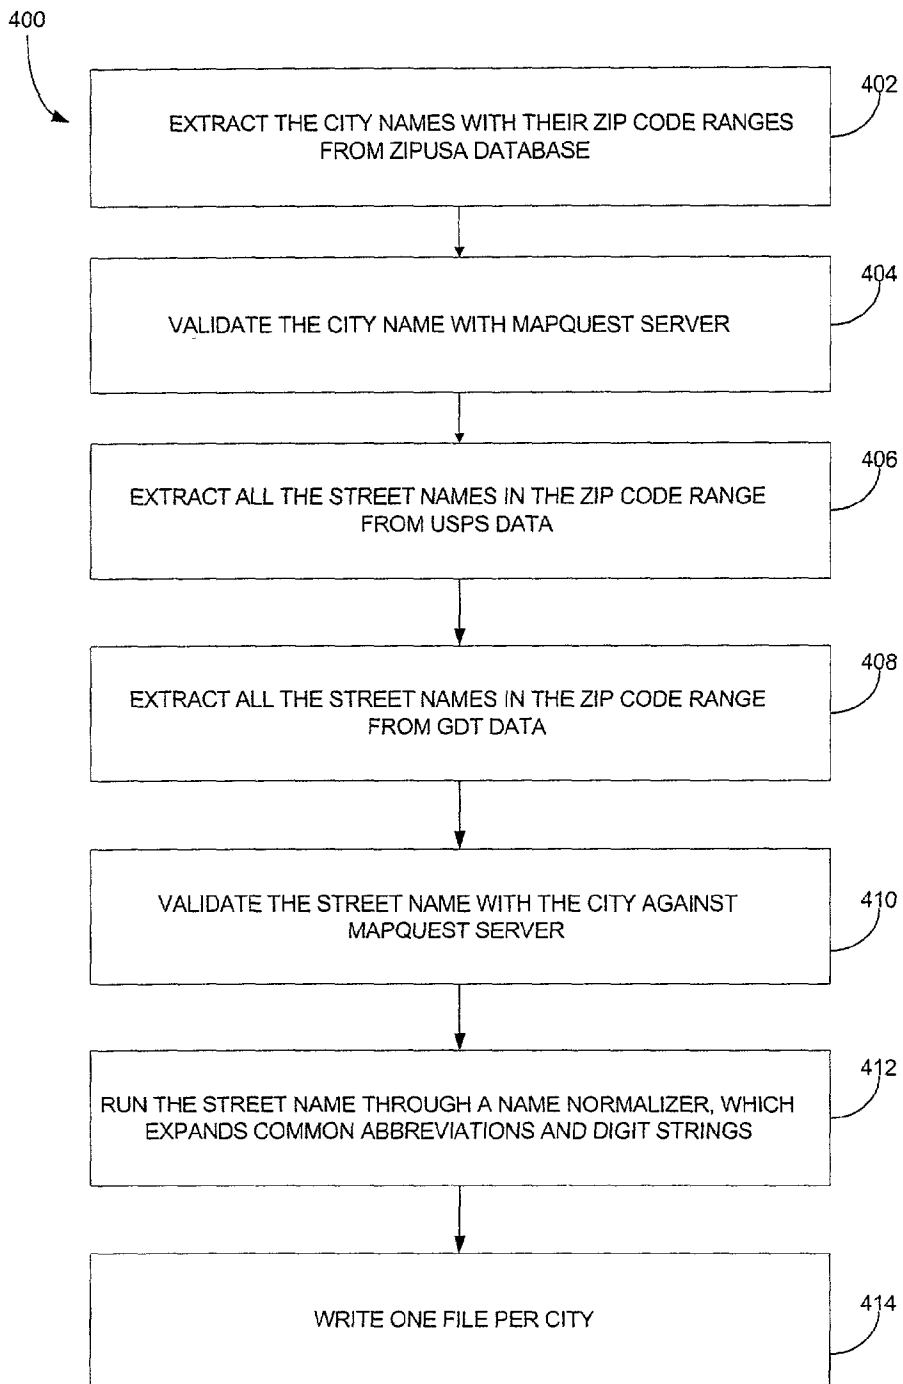 400
402
EXTRACT THE CITY NAMES WITH THEIR ZIP CODE RANGES
FROM ZIPUSA DATABASE
404
VALIDATE THE CITY NAME WITH MAPQUEST SERVER
406
EXTRACT ALL THE STREET NAMES IN THE ZIP CODE RANGE
FROM USPS DATA
408
EXTRACT ALL THE STREET NAMES IN THE ZIP CODE RANGE
FROM GDT DATA
410
VALIDATE THE STREET NAME WITH THE CITY AGAINST
MAPQUEST SERVER
412
RUN THE STREET NAME THROUGH A NAME NORMALIZER, WHICH
EXPANDS COMMON ABBREVIATIONS AND DIGIT STRINGS
414
WRITE ONE FILE PER CITY